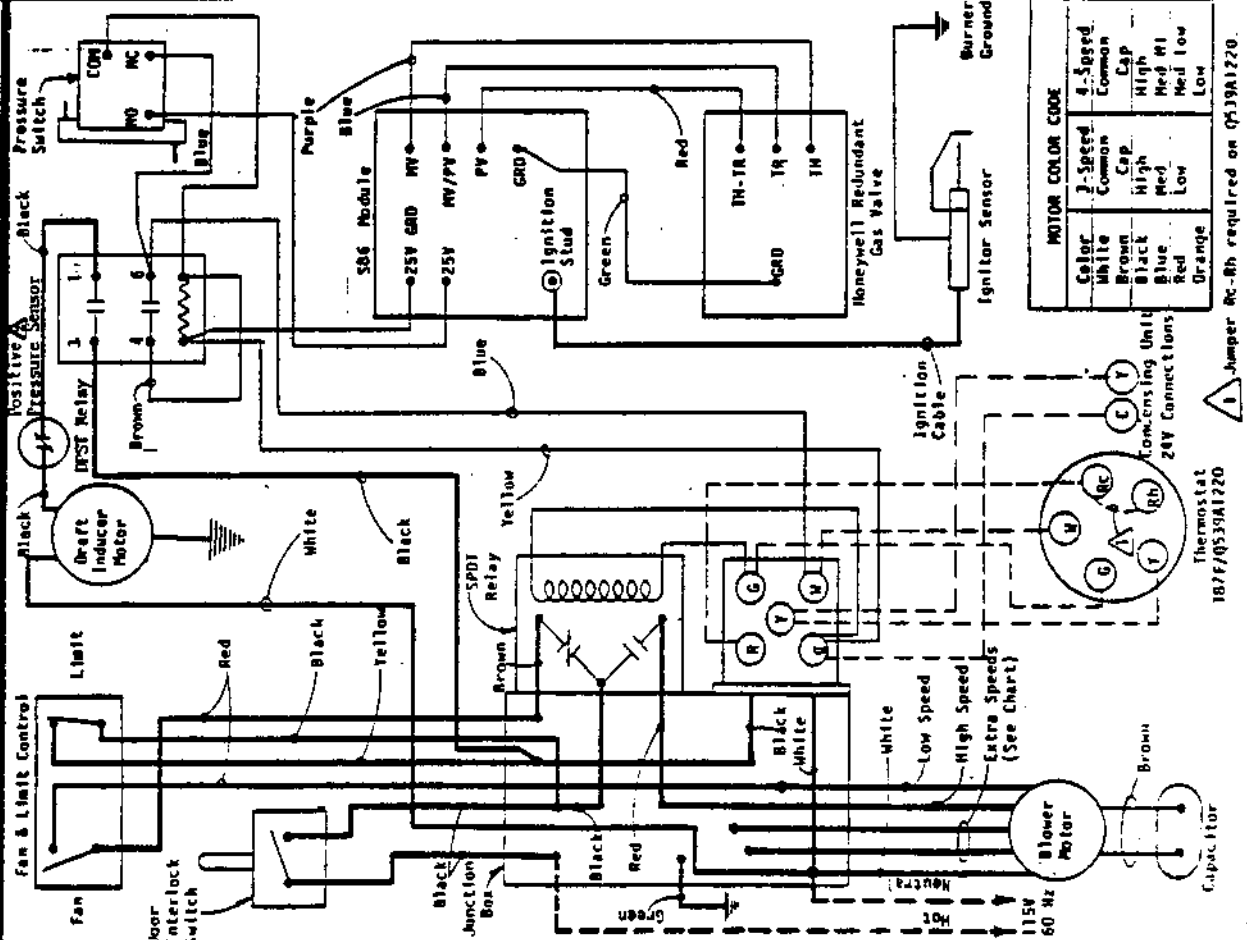 Pressure
Switch
COM
NC
NO
Blue
Black
Positive
Pressure Sensor
DPST Relay
4
6
Brown
Black
Draft
Inducer
Motor
White
Black
Yellow
Fan & Limit Control
Fan
Limit
Red
Black
Yellow
Purple
Blue
S86 Module
25V GRD
MV
25V
MV/PV
PV
GRD
Ignition
Stud
Green
Red
TH-TR
TR
TH
GRD
Honeywell Redundant
Gas Valve
Burner
Ground
Ignitor Sensor
Ignition
Cable
Blue
SPDT
Relay
Brown
Junction
Box
Black
Black
Red
Green
G
W
Y
R
Black
White
White
Low Speed
High Speed
Extra Speeds
(See Chart)
Neutral
Hot
115V
60 Hz
Blower
Motor
Brown
Capacitor
C
Y
24V Connections
Rc
Rh
W
G
Y
1
Thermostat
1B7F/Q539A1220
1 Jumper Rc-Rh required on Q539A1220.
MOTOR COLOR CODE
Color 3-Speed 4-Speed
White Common Common
Brown Cap Cap
Black High High
Blue Med Med HI
Red Low Med Low
Orange Low